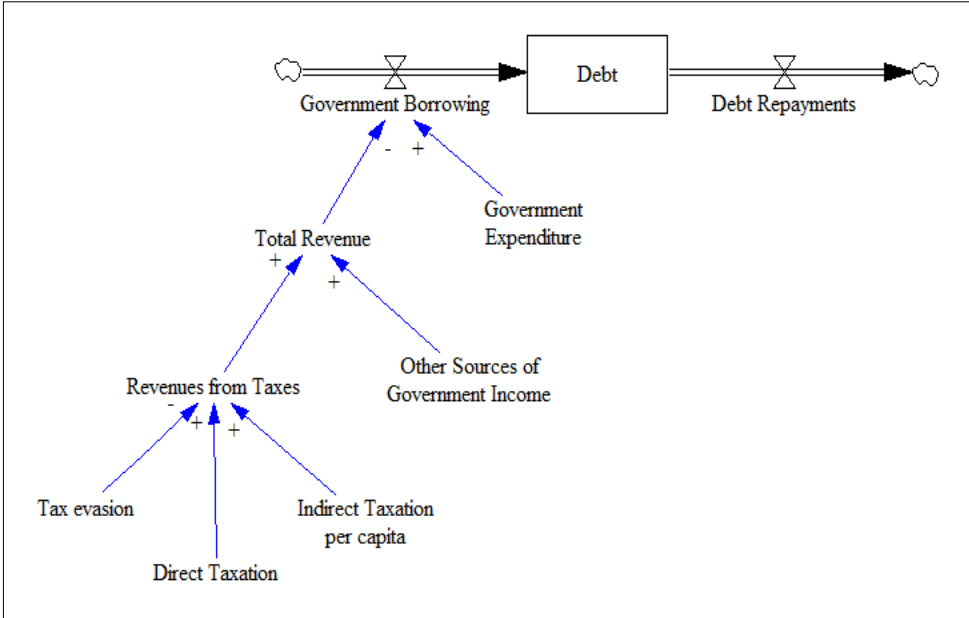 Debt
Government Borrowing
Debt Repayments
-
+
Government
Expenditure
Total Revenue
+
+
Other Sources of
Government Income
Revenues from Taxes
-
+
+
Tax evasion
Indirect Taxation
per capita
Direct Taxation